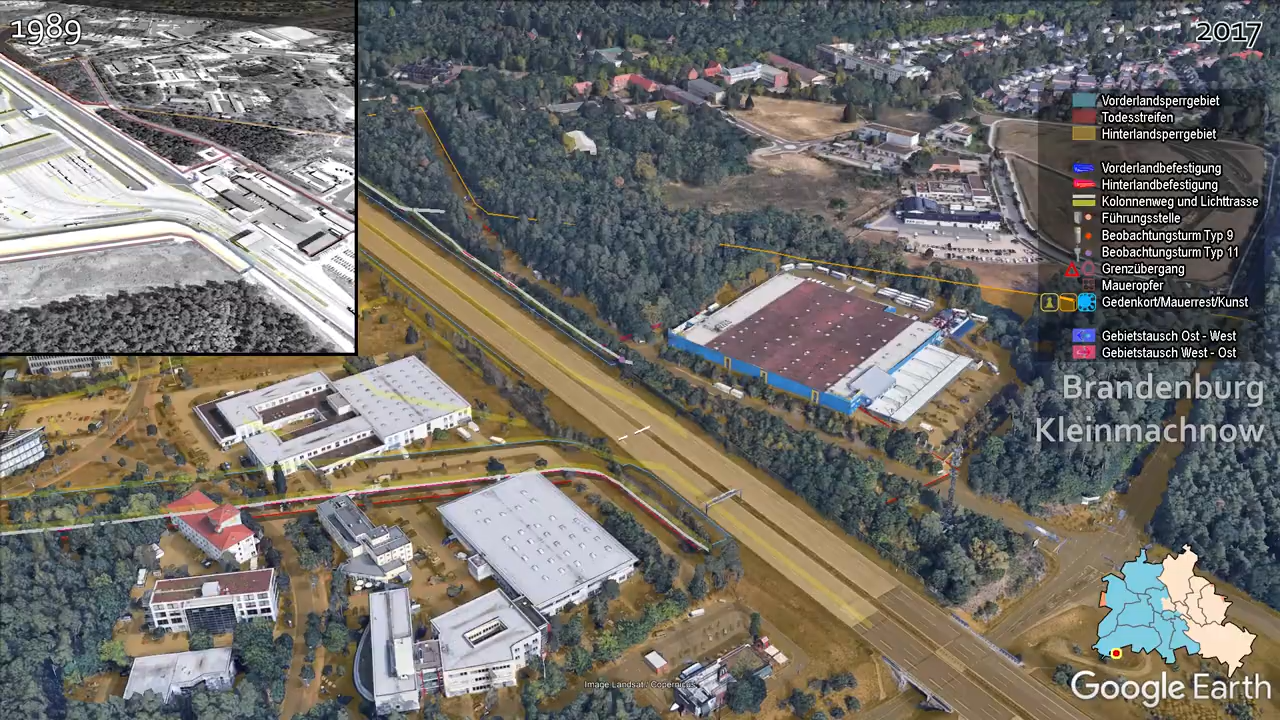 1989
2017
Vorderlandsperrgebiet
Todesstreifen
Hinterlandsperrgebiet
Vorderlandbefestigung
Hinterlandbefestigung
Kolonnenweg und Lichttrasse
Führungsstelle
Beobachtungsturm Typ 9
Beobachtungsturm Typ 11
Grenzübergang
Maueropfer
Gedenkort/Mauerrest/Kunst
Gebietstausch Ost - West
Gebietstausch West - Ost
Brandenburg
Kleinmachnow
Image Landsat / Copernicus
Google Earth